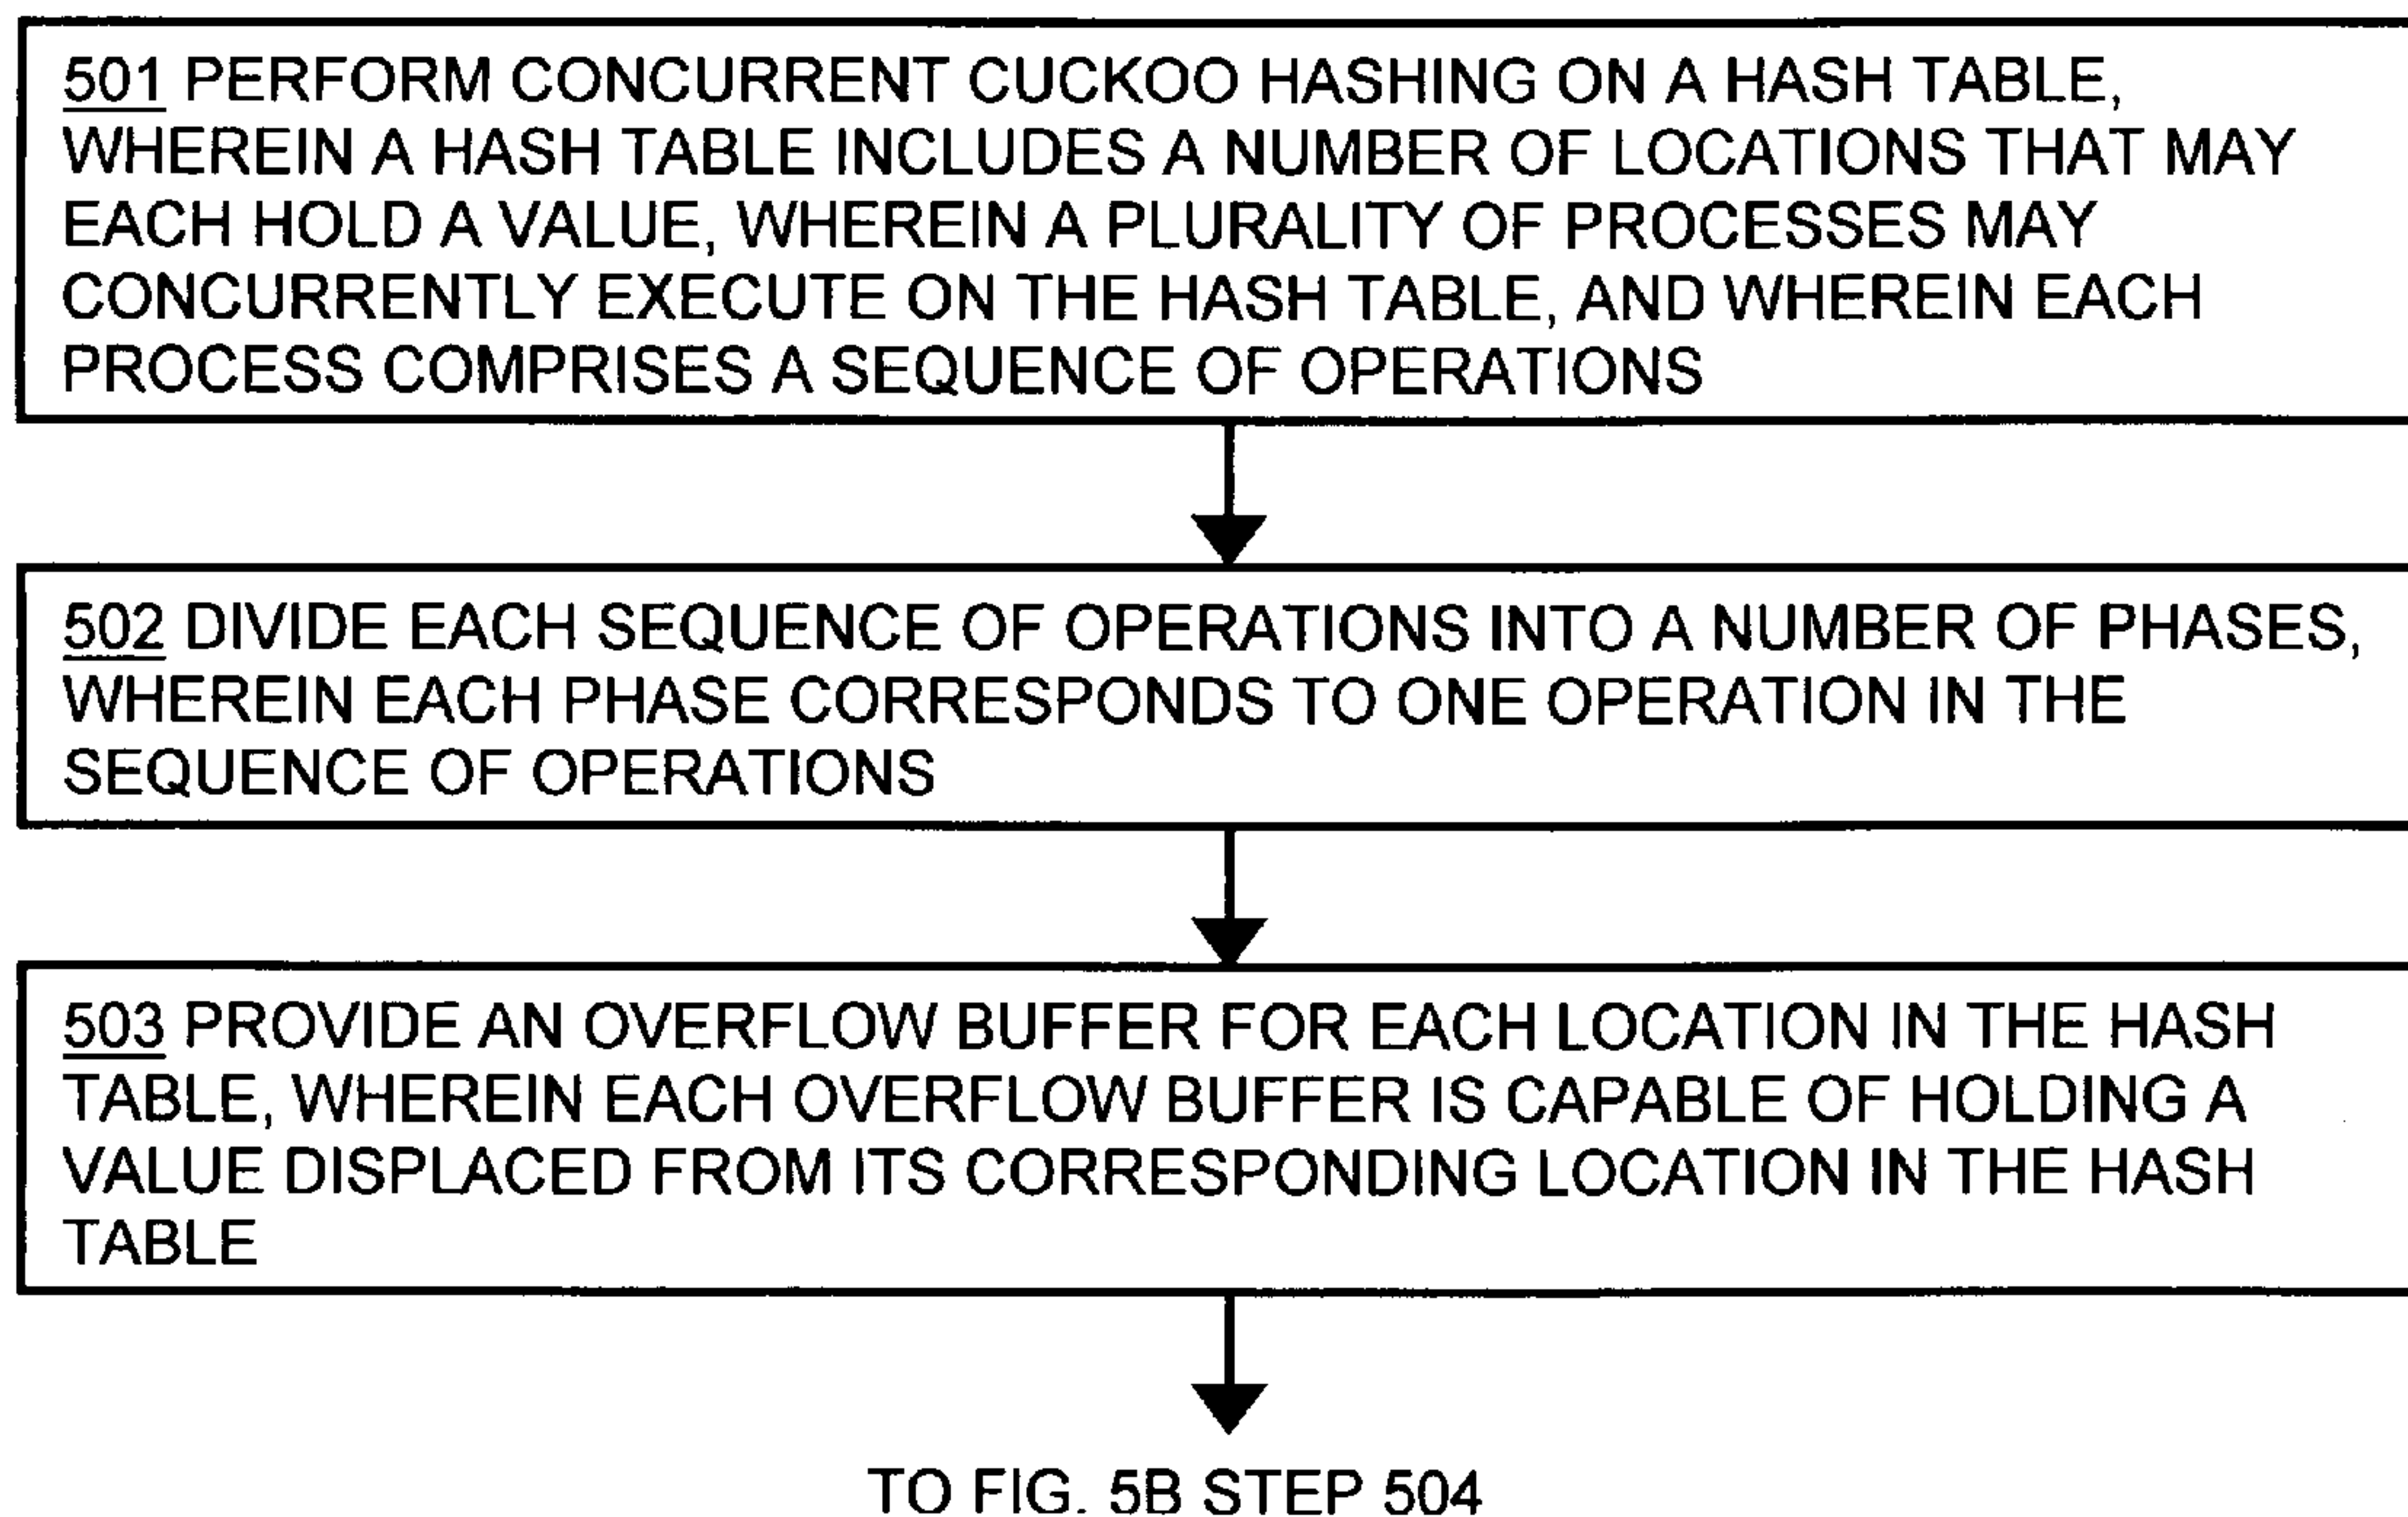 501 PERFORM CONCURRENT CUCKOO HASHING ON A HASH TABLE,
WHEREIN A HASH TABLE INCLUDES A NUMBER OF LOCATIONS THAT MAY
EACH HOLD A VALUE, WHEREIN A PLURALITY OF PROCESSES MAY
CONCURRENTLY EXECUTE ON THE HASH TABLE, AND WHEREIN EACH
PROCESS COMPRISES A SEQUENCE OF OPERATIONS
502 DIVIDE EACH SEQUENCE OF OPERATIONS INTO A NUMBER OF PHASES,
WHEREIN EACH PHASE CORRESPONDS TO ONE OPERATION IN THE
SEQUENCE OF OPERATIONS
503 PROVIDE AN OVERFLOW BUFFER FOR EACH LOCATION IN THE HASH
TABLE, WHEREIN EACH OVERFLOW BUFFER IS CAPABLE OF HOLDING A
VALUE DISPLACED FROM ITS CORRESPONDING LOCATION IN THE HASH
TABLE
TO FIG. 5B STEP 504